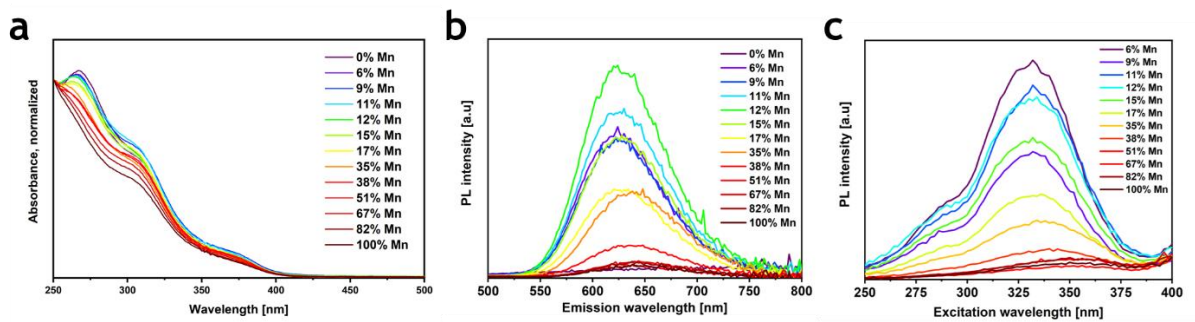 a
Absorbance, normalized
0% Mn
6% Mn
9% Mn
11% Mn
12% Mn
15% Mn
17% Mn
35% Mn
38% Mn
51% Mn
67% Mn
82% Mn
100% Mn
250 300 350 400 450 500
Wavelength [nm]
b
PL intensity [a.u]
0% Mn
6% Mn
9% Mn
11% Mn
12% Mn
15% Mn
17% Mn
35% Mn
38% Mn
51% Mn
67% Mn
82% Mn
100% Mn
500 550 600 650 700 750 800
Emission wavelength [nm]
c
PL intensity [a.u]
6% Mn
9% Mn
11% Mn
12% Mn
15% Mn
17% Mn
35% Mn
38% Mn
51% Mn
67% Mn
82% Mn
100% Mn
250 275 300 325 350 375 400
Excitation wavelength [nm]